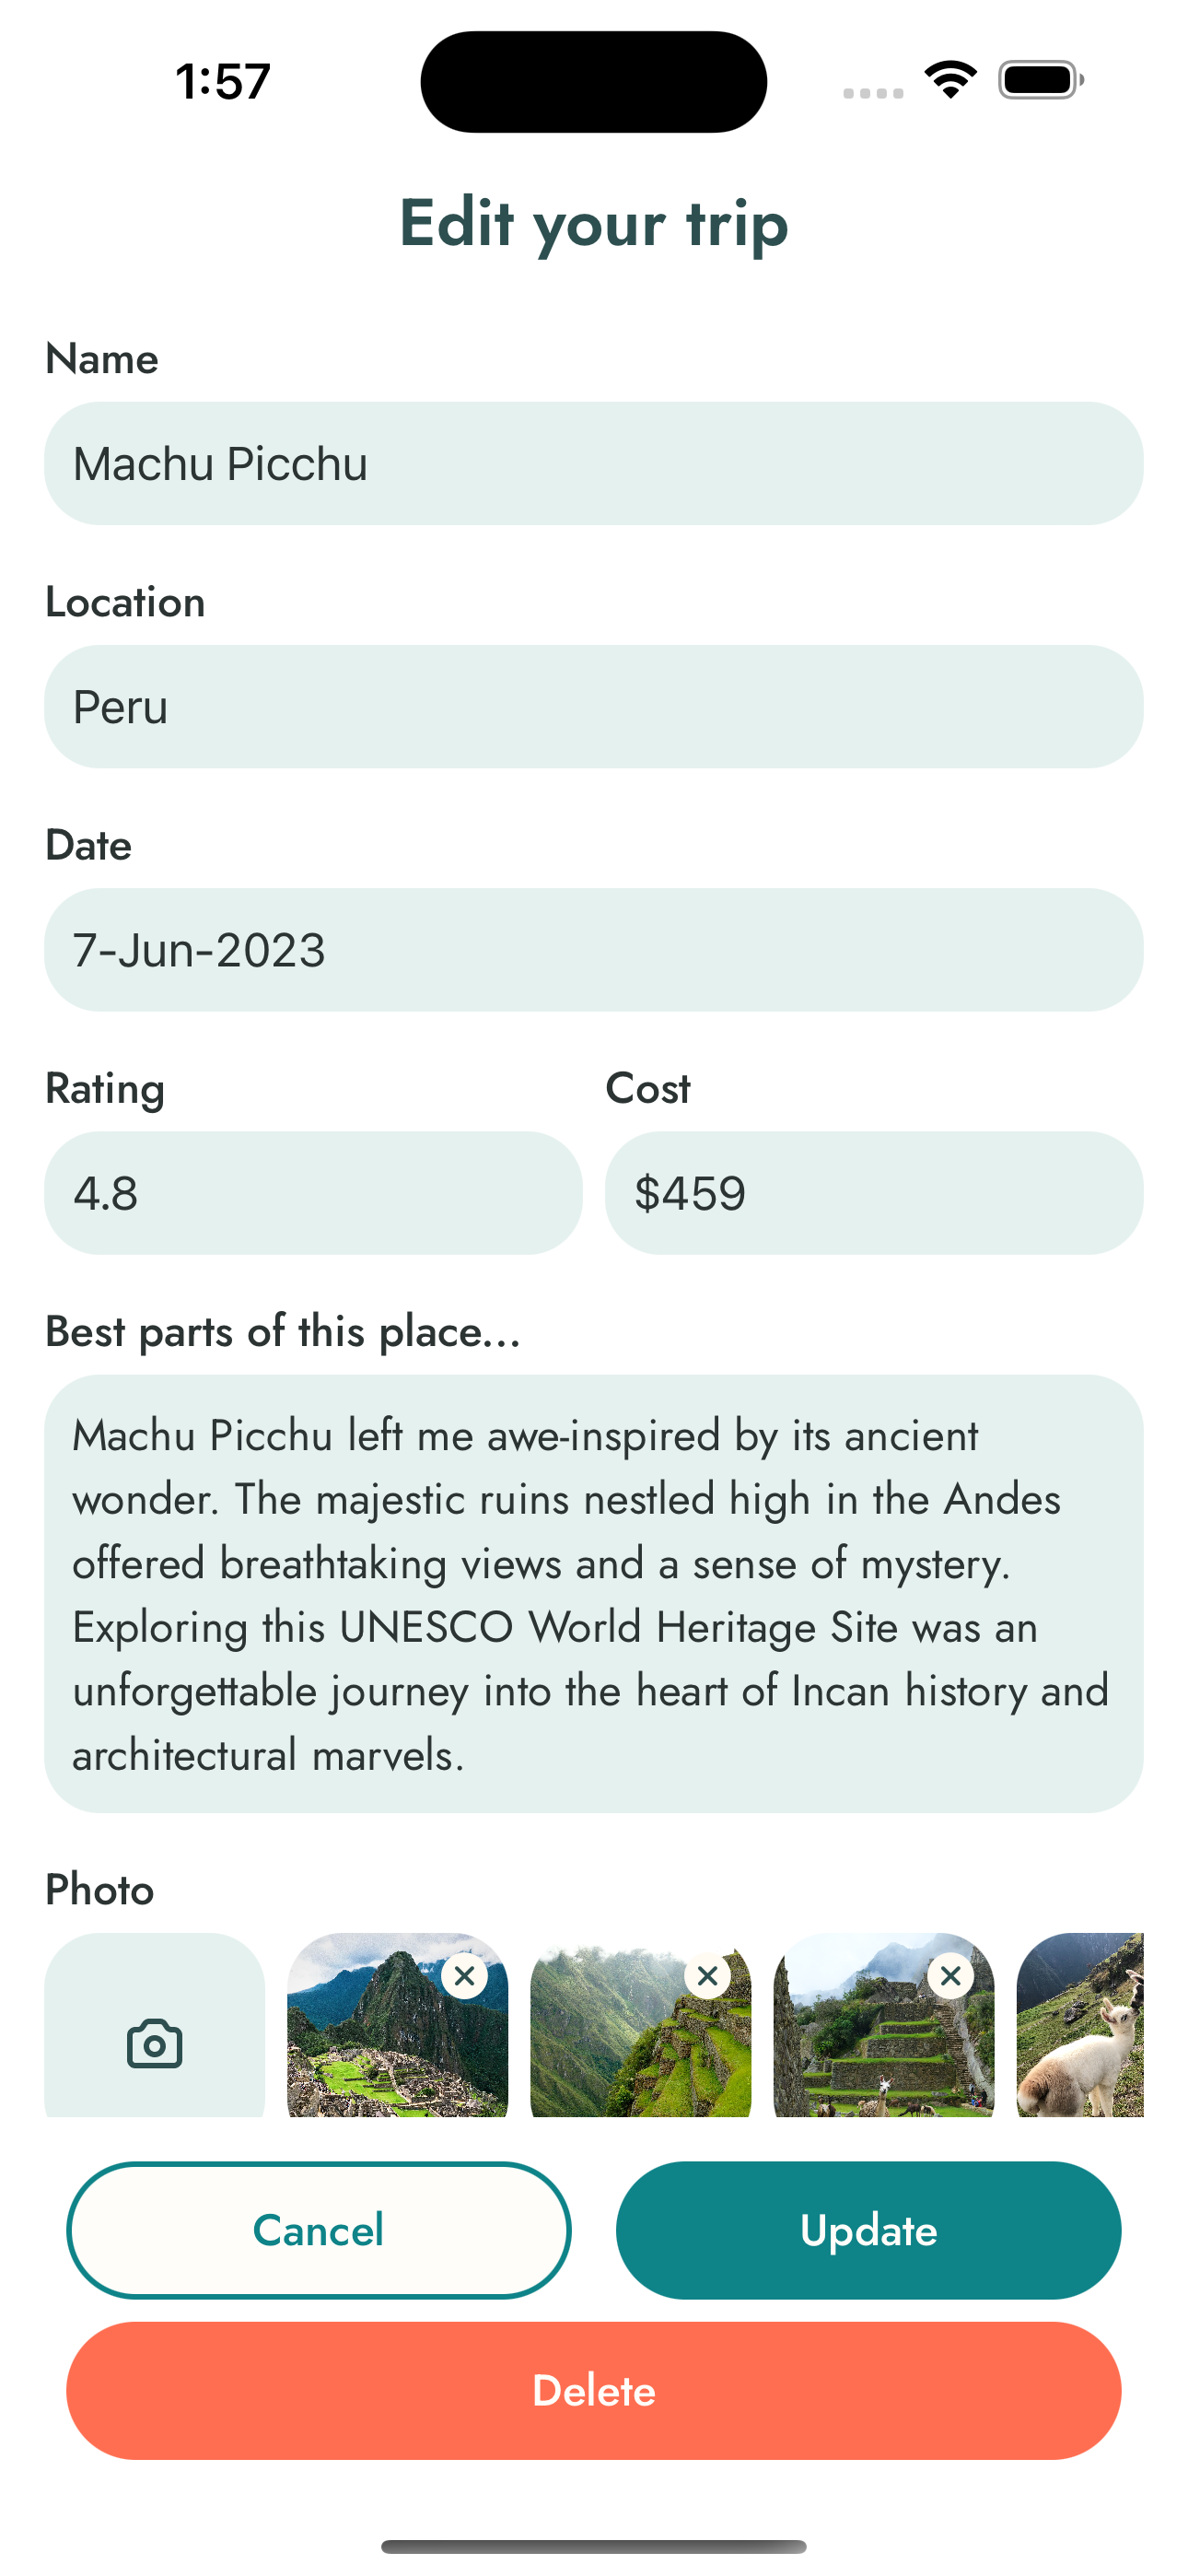 1:57
Edit your trip
Name
Machu Picchu
Location
Peru
Date
7-Jun-2023
Rating
Cost
4.8
$459
Best parts of this place...
Machu Picchu left me awe-inspired by its ancient
wonder. The majestic ruins nestled high in the Andes
offered breathtaking views and a sense of mystery.
Exploring this UNESCO World Heritage Site was an
unforgettable journey into the heart of Incan history and
architectural marvels.
Photo
Cancel
Update
Delete